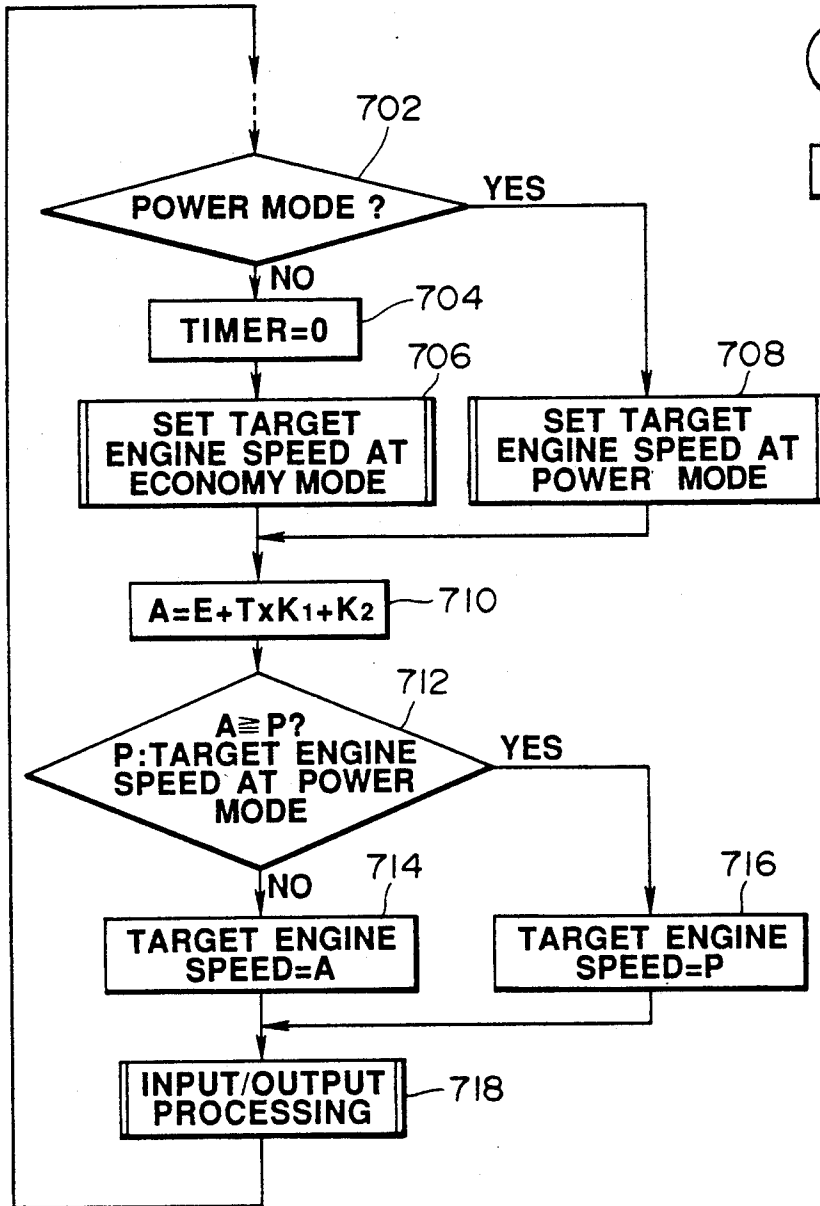 702
POWER MODE ?
YES
NO
704
TIMER=0
706
708
SET TARGET
ENGINE SPEED AT
ECONOMY MODE
SET TARGET
ENGINE SPEED AT
POWER MODE
A=E+TxK1+K2
710
712
A≧P?
P:TARGET ENGINE
SPEED AT POWER
MODE
YES
NO
714
716
TARGET ENGINE
SPEED=A
TARGET ENGINE
SPEED=P
INPUT/OUTPUT
PROCESSING
718